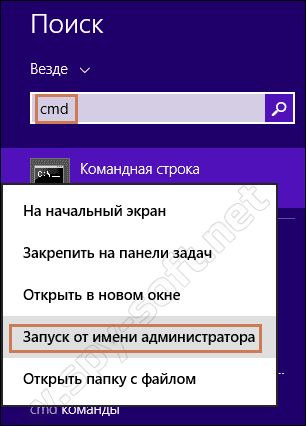 Поиск
Везде
cmd
Командная строка
На начальный экран
Закрепить на панели задач
Открыть в новом окне
Запуск от имени администратора
Открыть папку с файлом
cmd команды
www.spy-soft.net